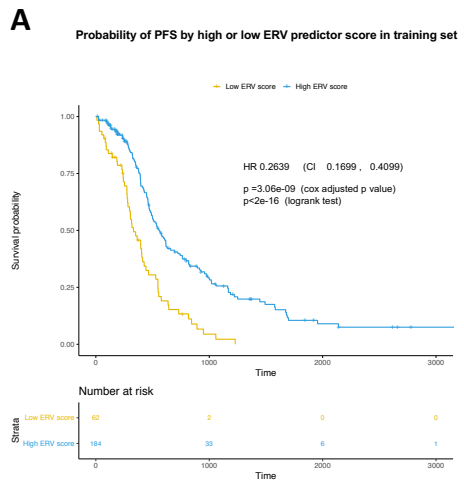 A
Probability of PFS by high or low ERV predictor score in training set
Low ERV score High ERV score
1.00
0.75
0.50
0.25
0.00
Survival probability
HR 0.2639 (CI 0.1699 , 0.4099)
p =3.06e-09 (cox adjusted p value)
p<2e-16 (logrank test)
0 1000 2000 3000
Time
Number at risk
Strata
Low ERV score 62 2 0 0
High ERV score 184 33 6 1
0 1000 2000 3000
Time